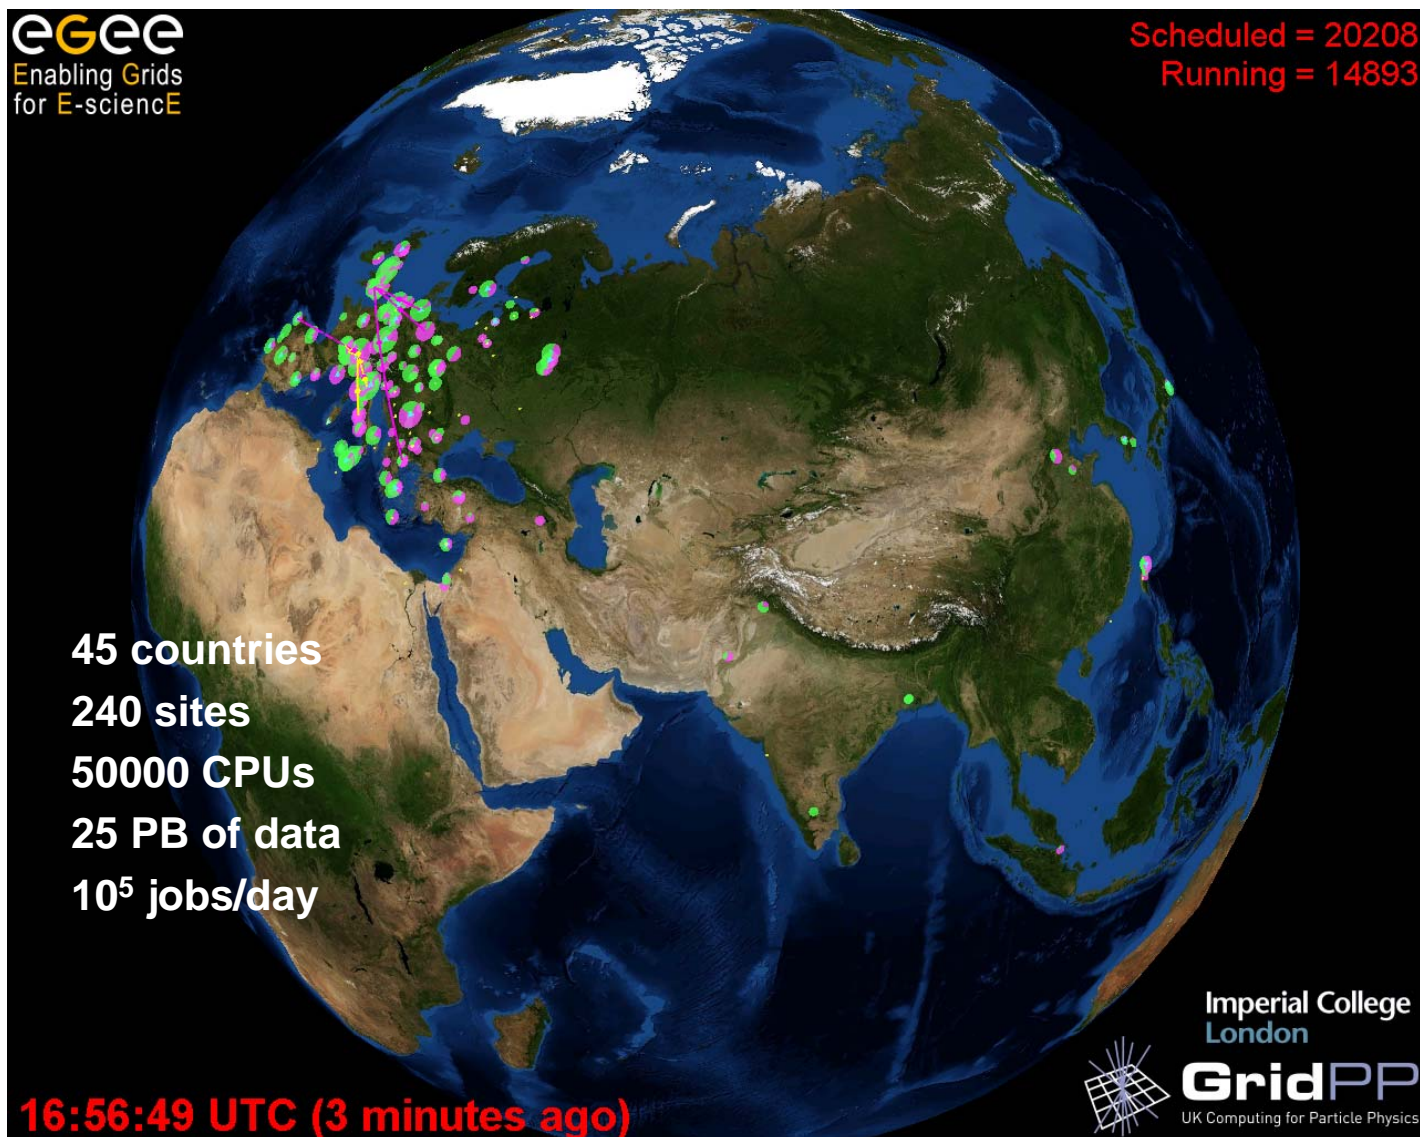 eGee
Enabling Grids
for E-sciencE
Scheduled = 20208
Running = 14893
45 countries
240 sites
50000 CPUs
25 PB of data
10⁵ jobs/day
Imperial College
London
GridPP
UK Computing for Particle Physics
16:56:49 UTC (3 minutes ago)